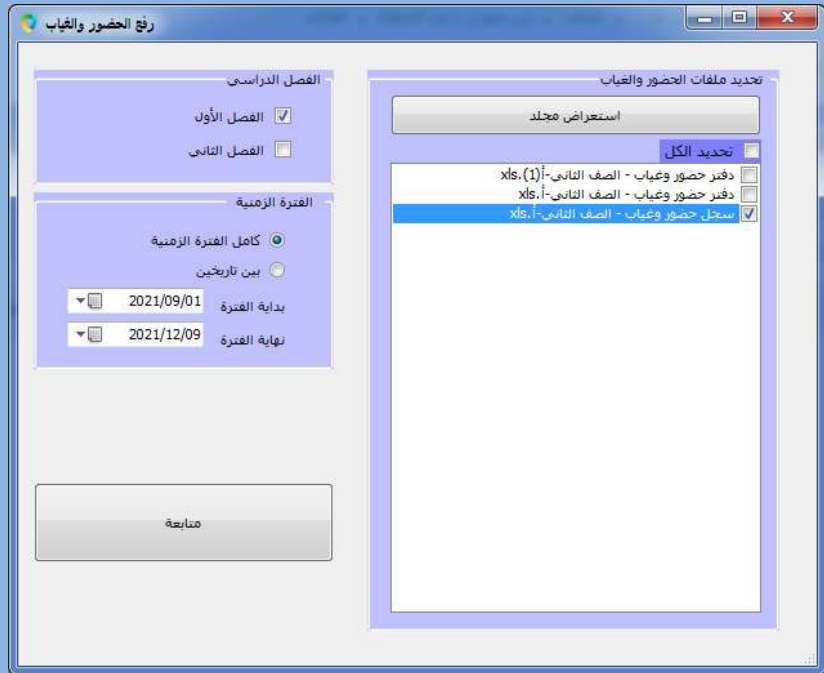 رفع الحضور والغياب
تحديد ملفات الحضور والغياب
استعراض مجلد
تحديد الكل
دفتر حضور وغياب - الصف الثاني-أ(1).xls
دفتر حضور وغياب - الصف الثاني-أ.xls
سجل حضور وغياب - الصف الثاني-أ.xls
الفصل الدراسي
الفصل الأول
الفصل الثاني
الفترة الزمنية
كامل الفترة الزمنية
بين تاريخين
بداية الفترة 2021/09/01
نهاية الفترة 2021/12/09
متابعة